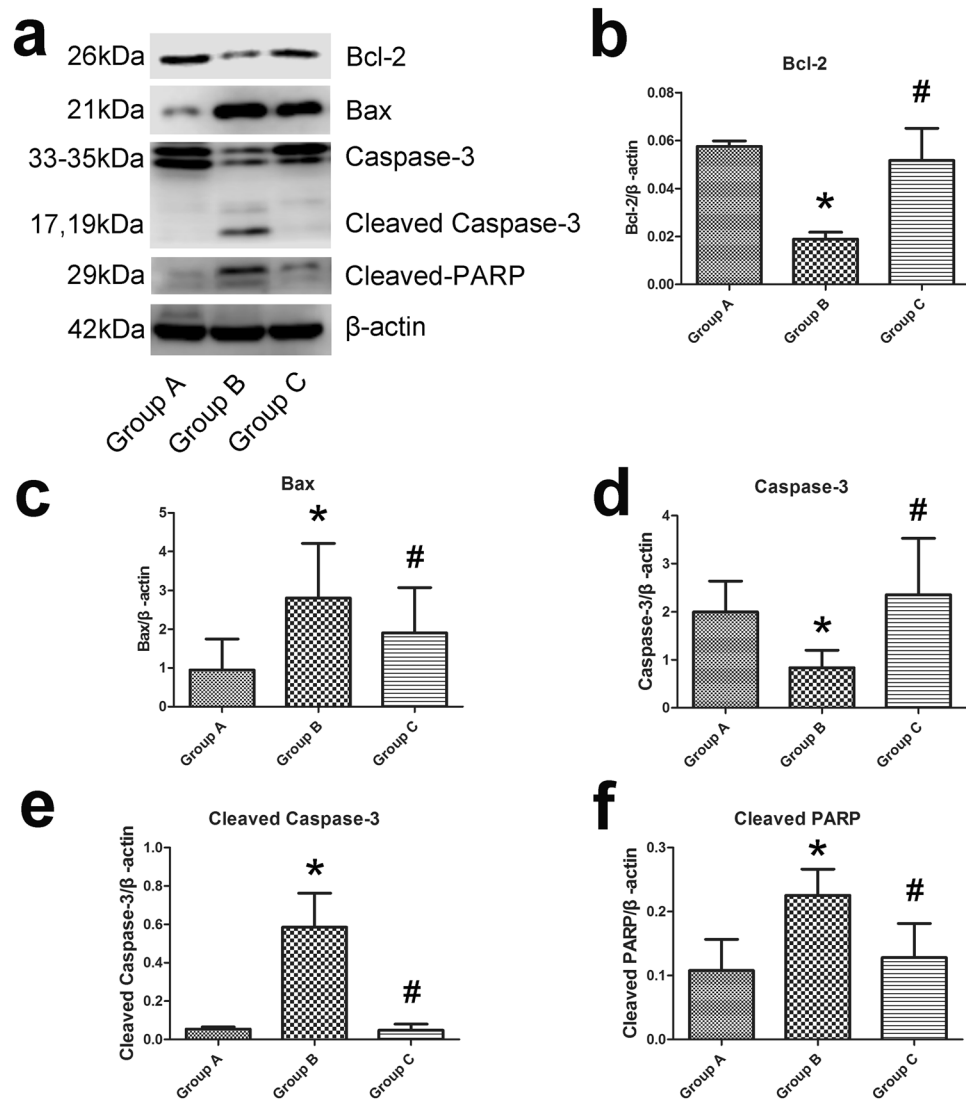 a
26kDa Bcl-2
21kDa Bax
33-35kDa Caspase-3
17,19kDa Cleaved Caspase-3
29kDa Cleaved-PARP
42kDa β-actin
Group A Group B Group C
b
Bcl-2
Bcl-2/β -actin
0.08
0.06
0.04
0.02
0.00
*
#
Group A Group B Group C
c
Bax
Bax/β -actin
5
4
3
2
1
0
*
#
Group A Group B Group C
d
Caspase-3
Caspase-3/β -actin
4
3
2
1
0
*
#
Group A Group B Group C
e
Cleaved Caspase-3
Cleaved Caspase-3/β -actin
1.0
0.8
0.6
0.4
0.2
0.0
*
#
Group A Group B Group C
f
Cleaved PARP
Cleaved PARP/β -actin
0.3
0.2
0.1
0.0
*
#
Group A Group B Group C